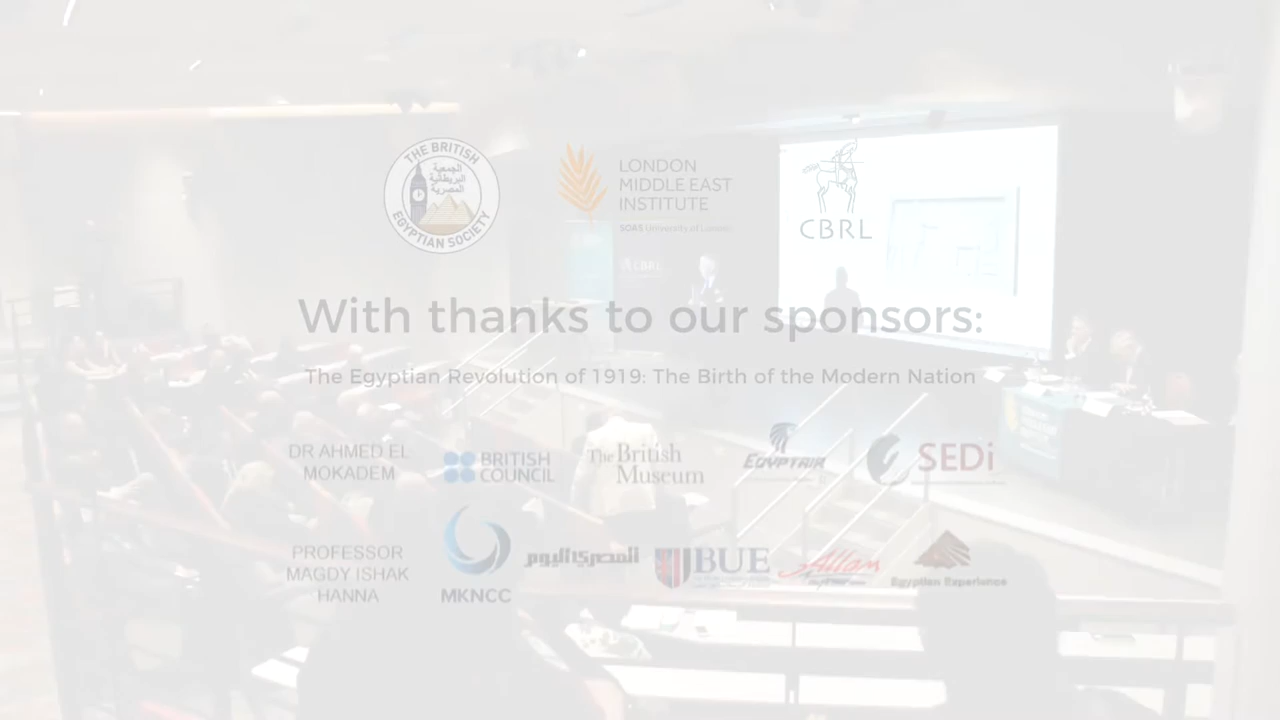 THE BRITISH
الجمعية
البريطانية
المصرية
EGYPTIAN SOCIETY
LONDON
MIDDLE EAST
INSTITUTE
SOAS University of London
CBRL
CBRL
With thanks to our sponsors:
The Egyptian Revolution of 1919: The Birth of the Modern Nation
DR AHMED EL
MOKADEM
BRITISH
COUNCIL
The British
Museum
EGYPTAIR
SEDi
PROFESSOR
MAGDY ISHAK
HANNA
MKNCC
المصري اليوم
BUE
Allam
Egyptian Experience